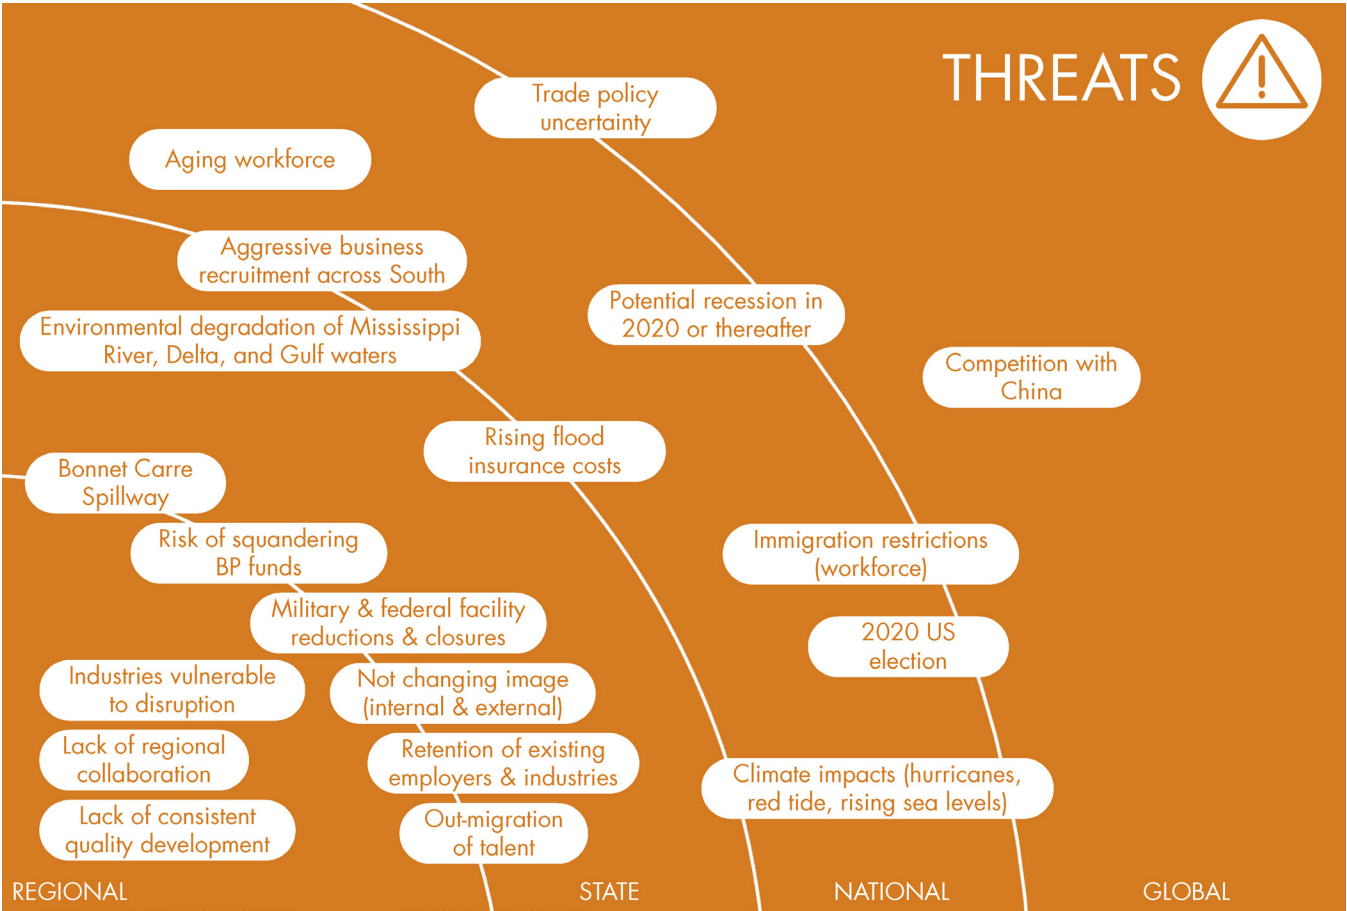 THREATS
Trade policy
uncertainty
Aging workforce
Aggressive business
recruitment across South
Potential recession in
2020 or thereafter
Environmental degradation of Mississippi
River, Delta, and Gulf waters
Competition with
China
Rising flood
insurance costs
Bonnet Carre
Spillway
Risk of squandering
BP funds
Immigration restrictions
(workforce)
Military & federal facility
reductions & closures
2020 US
election
Industries vulnerable
to disruption
Not changing image
(internal & external)
Lack of regional
collaboration
Retention of existing
employers & industries
Climate impacts (hurricanes,
red tide, rising sea levels)
Lack of consistent
quality development
Out-migration
of talent
REGIONAL
STATE
NATIONAL
GLOBAL